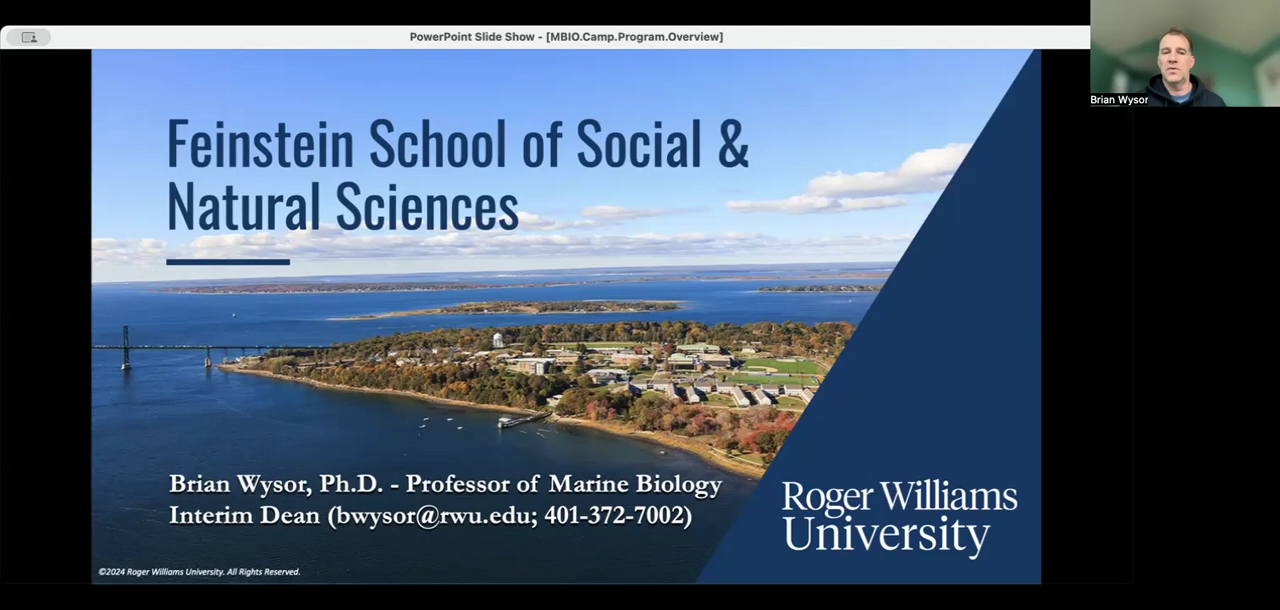 PowerPoint Slide Show - [MBIO.Camp.Program.Overview]
Brian Wysor
Feinstein School of Social &
Natural Sciences
Brian Wysor, Ph.D. - Professor of Marine Biology
Interim Dean (bwysor@rwu.edu; 401-372-7002)
Roger Williams
University
©2024 Roger Williams University. All Rights Reserved.